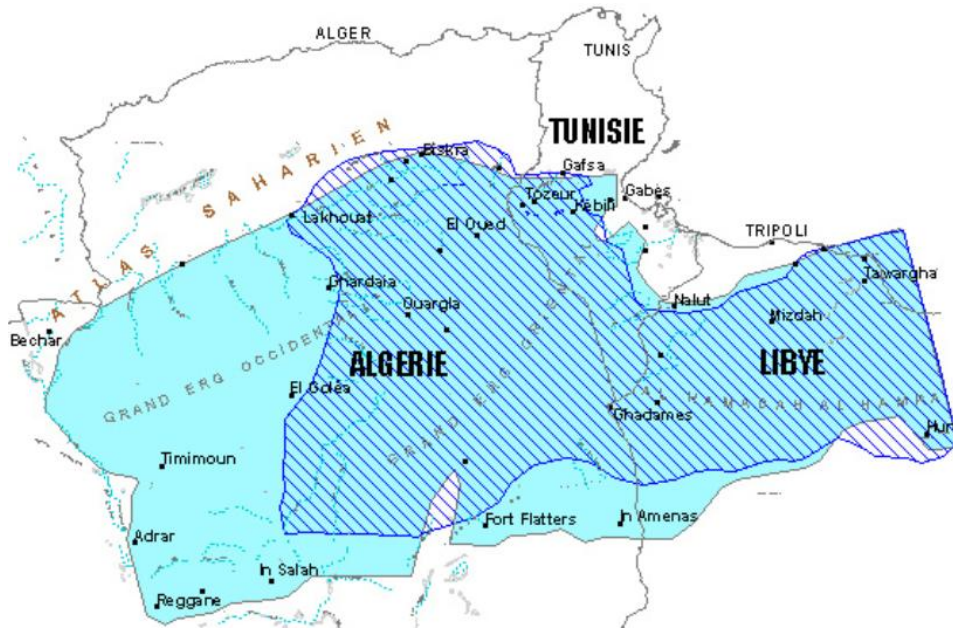 ALGER
TUNIS
TUNISIE
ATLAS SAHARIEN
Biskra
Gafsa
Tozeur
Kébili
Gabès
Lakhouat
El Oued
TRIPOLI
Tawargha
Ghardaia
Ouargla
Nalut
Mizdah
Bechar
GRAND ERG OCCIDENTAL
GRAND ERG ORIENTAL
ALGERIE
LIBYE
El Goléa
Ghadames
AL HAMADAH AL HAMRA
Hun
Timimoun
Fort Flatters
In Amenas
Adrar
In Salah
Reggane